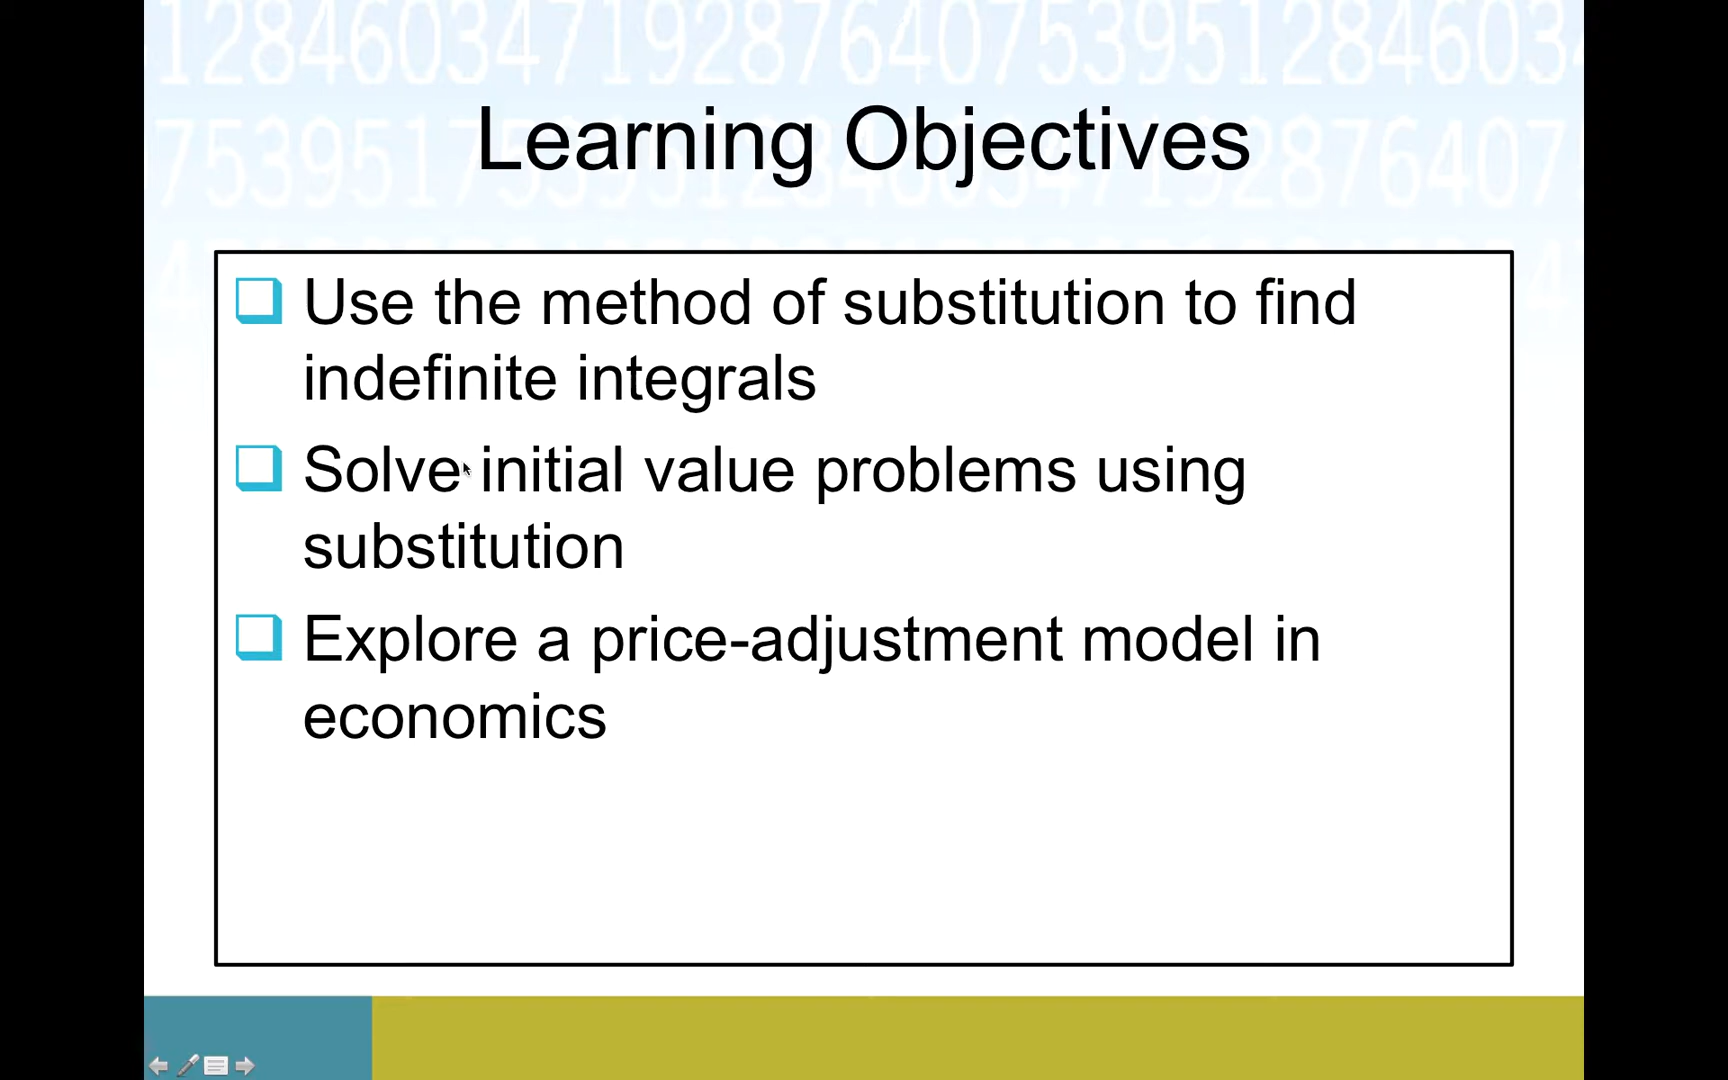 128460347192876407539512846034
Learning Objectives
Use the method of substitution to find
indefinite integrals
Solve initial value problems using
substitution
Explore a price-adjustment model in
economics